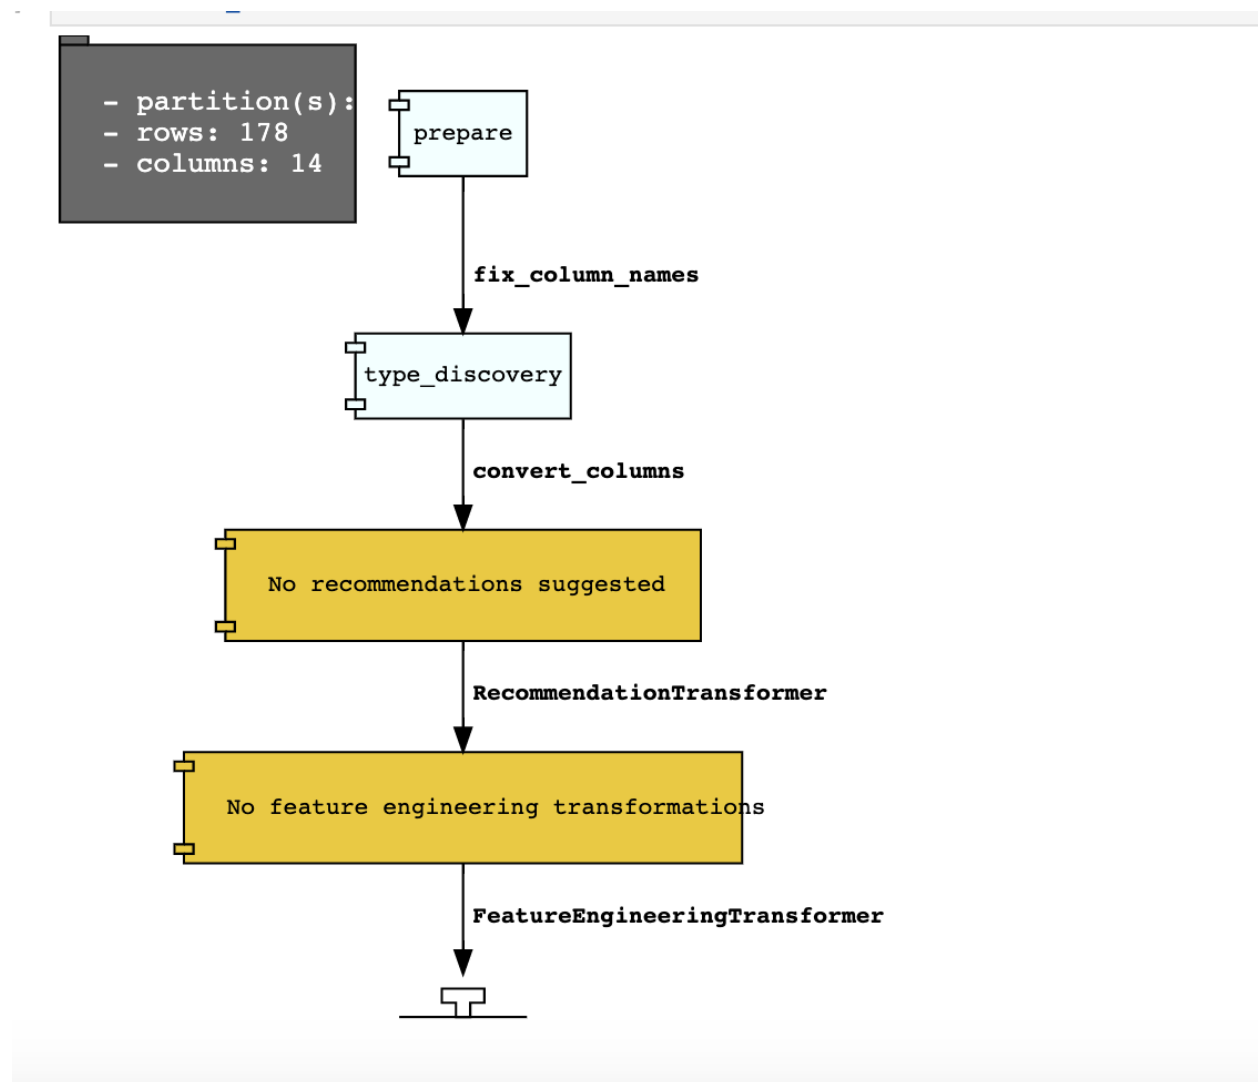 - partition(s):
- rows: 178
- columns: 14
prepare
fix_column_names
type_discovery
convert_columns
No recommendations suggested
RecommendationTransformer
No feature engineering transformations
FeatureEngineeringTransformer